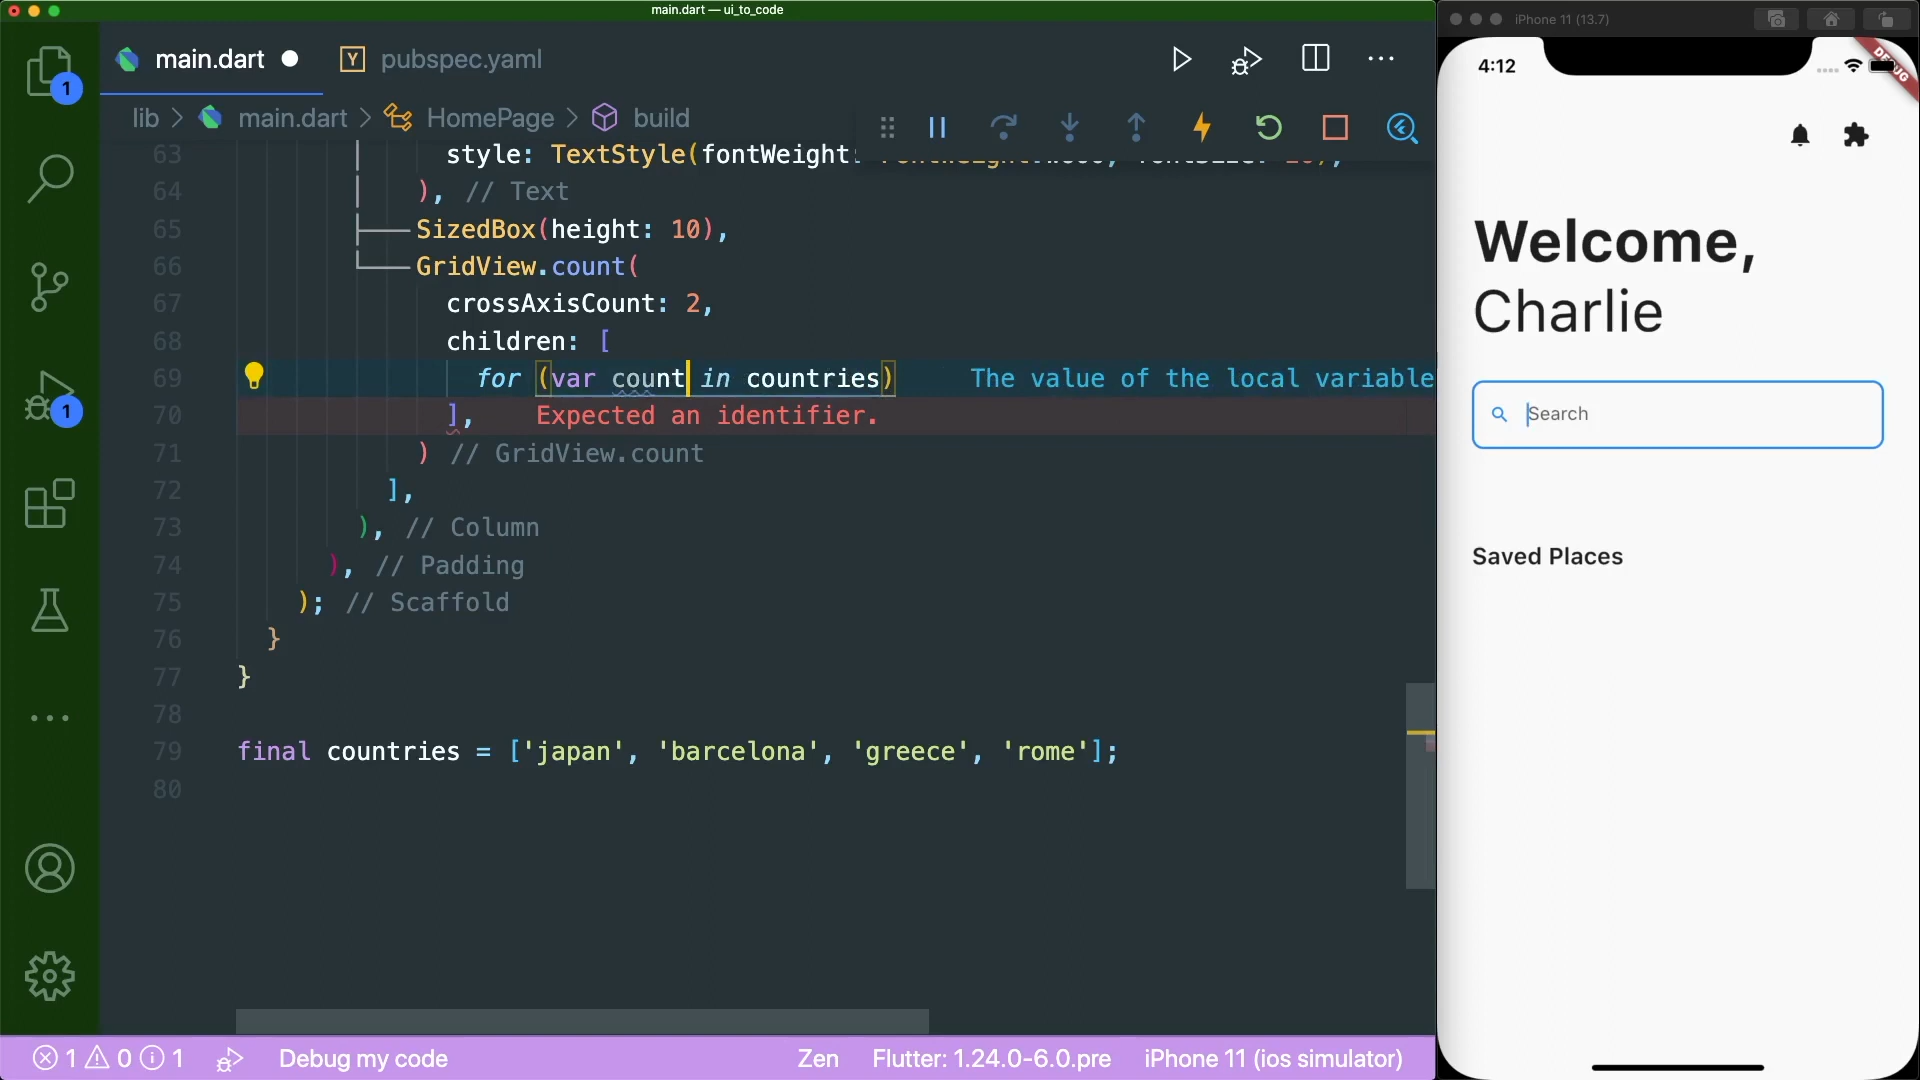 main.dart — ui_to_code
iPhone 11 (13.7)
main.dart
Y pubspec.yaml
1
lib > main.dart > HomePage > build
63 style: TextStyle(fontWeight:
64 ), // Text
65 SizedBox(height: 10),
66 GridView.count(
67 crossAxisCount: 2,
68 children: [
69 for (var count in countries) The value of the local variable
70 ], Expected an identifier.
71 ) // GridView.count
72 ],
73 ), // Column
74 ), // Padding
75 ); // Scaffold
76 }
77 }
78
79 final countries = ['japan', 'barcelona', 'greece', 'rome'];
80
1
1 0 1 Debug my code Zen Flutter: 1.24.0-6.0.pre iPhone 11 (ios simulator)
4:12
DEBUG
Welcome,
Charlie
Search
Saved Places